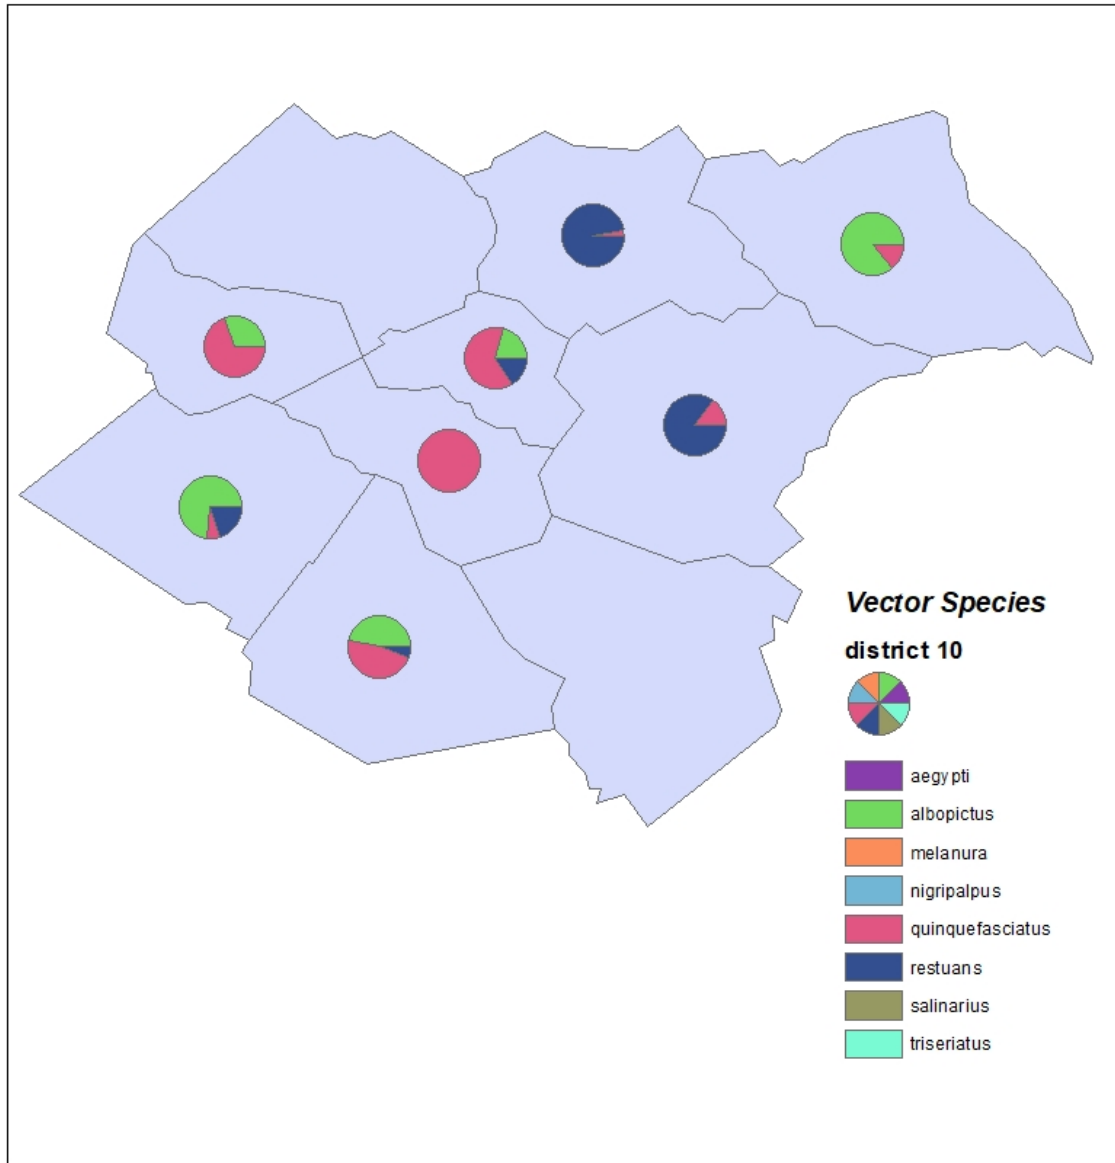 Vector Species
district 10
aegypti
albopictus
melanura
nigripalpus
quinquefasciatus
restuans
salinarius
triseriatus